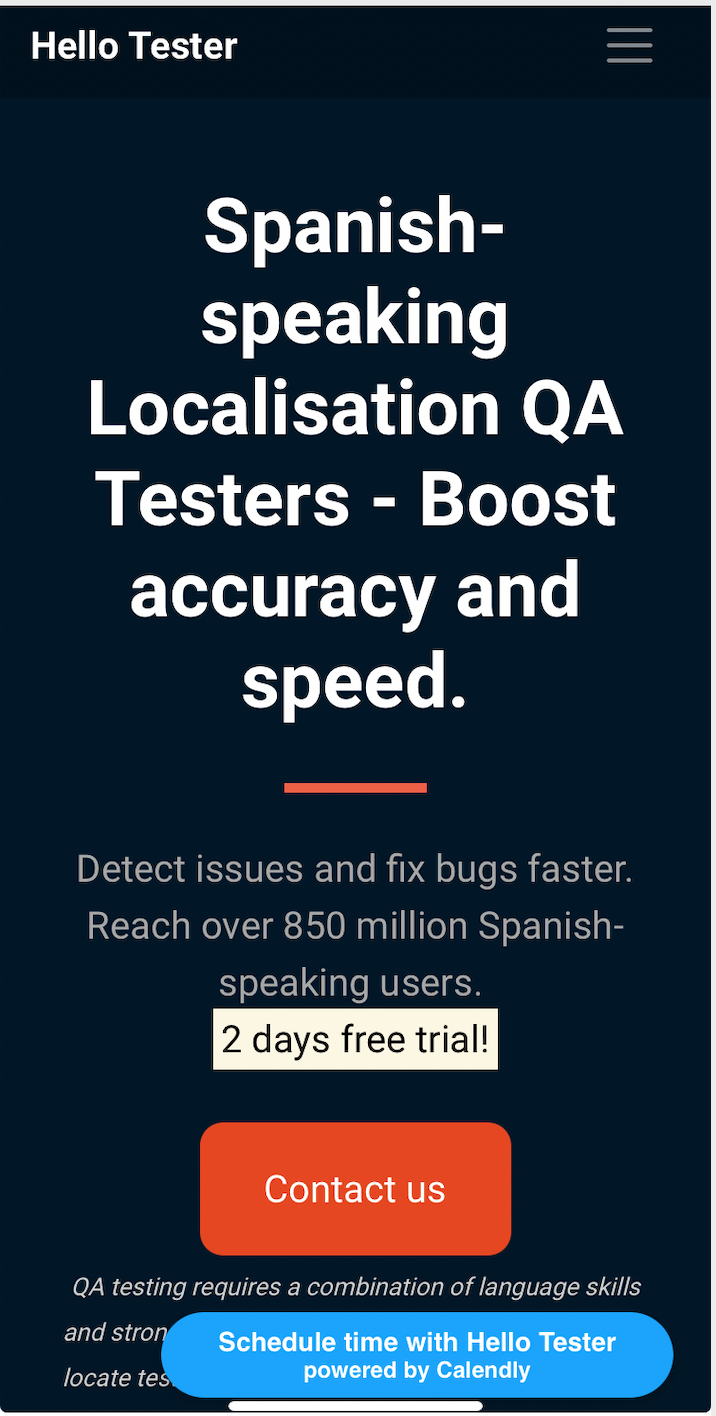 Hello Tester
Spanish-
speaking
Localisation QA
Testers - Boost
accuracy and
speed.
Detect issues and fix bugs faster.
Reach over 850 million Spanish-
speaking users.
2 days free trial!
Contact us
QA testing requires a combination of language skills
and stron
locate tes
Schedule time with Hello Tester
powered by Calendly